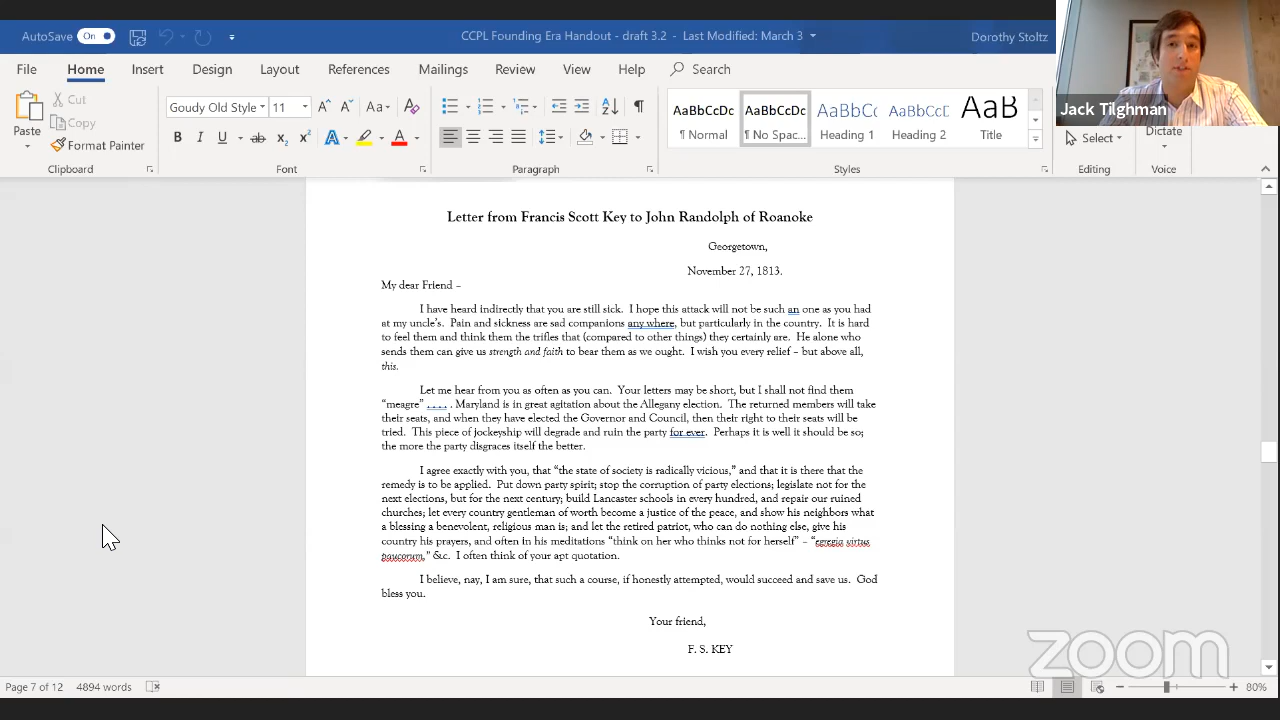 AutoSave On CCPL Founding Era Handout - draft 3.2 - Last Modified: March 3 Dorothy Stoltz
File Home Insert Design Layout References Mailings Review View Help Search
Paste Cut Copy Format Painter Clipboard
Goudy Old Style 11 Aa B I U ab x₂ x² A A Font
Paragraph
AaBbCcDc AaBbCcDc AaBbCc AaBbCcD AaB
¶ Normal ¶ No Spac... Heading 1 Heading 2 Title
Styles
Select Editing
Dictate Voice
Jack Tilghman
Letter from Francis Scott Key to John Randolph of Roanoke
Georgetown,
November 27, 1813.
My dear Friend –
I have heard indirectly that you are still sick. I hope this attack will not be such an one as you had
at my uncle's. Pain and sickness are sad companions any where, but particularly in the country. It is hard
to feel them and think them the trifles that (compared to other things) they certainly are. He alone who
sends them can give us strength and faith to bear them as we ought. I wish you every relief – but above all,
this.
Let me hear from you as often as you can. Your letters may be short, but I shall not find them
“meagre” . . . . . Maryland is in great agitation about the Allegany election. The returned members will take
their seats, and when they have elected the Governor and Council, then their right to their seats will be
tried. This piece of jockeyship will degrade and ruin the party for ever. Perhaps it is well it should be so;
the more the party disgraces itself the better.
I agree exactly with you, that “the state of society is radically vicious,” and that it is there that the
remedy is to be applied. Put down party spirit; stop the corruption of party elections; legislate not for the
next elections, but for the next century; build Lancaster schools in every hundred, and repair our ruined
churches; let every country gentleman of worth become a justice of the peace, and show his neighbors what
a blessing a benevolent, religious man is; and let the retired patriot, who can do nothing else, give his
country his prayers, and often in his meditations “think on her who thinks not for herself” – “egregia virtus
paucorum,” &c. I often think of your apt quotation.
I believe, nay, I am sure, that such a course, if honestly attempted, would succeed and save us. God
bless you.
Your friend,
F. S. KEY
zoom
Page 7 of 12 4894 words 80%